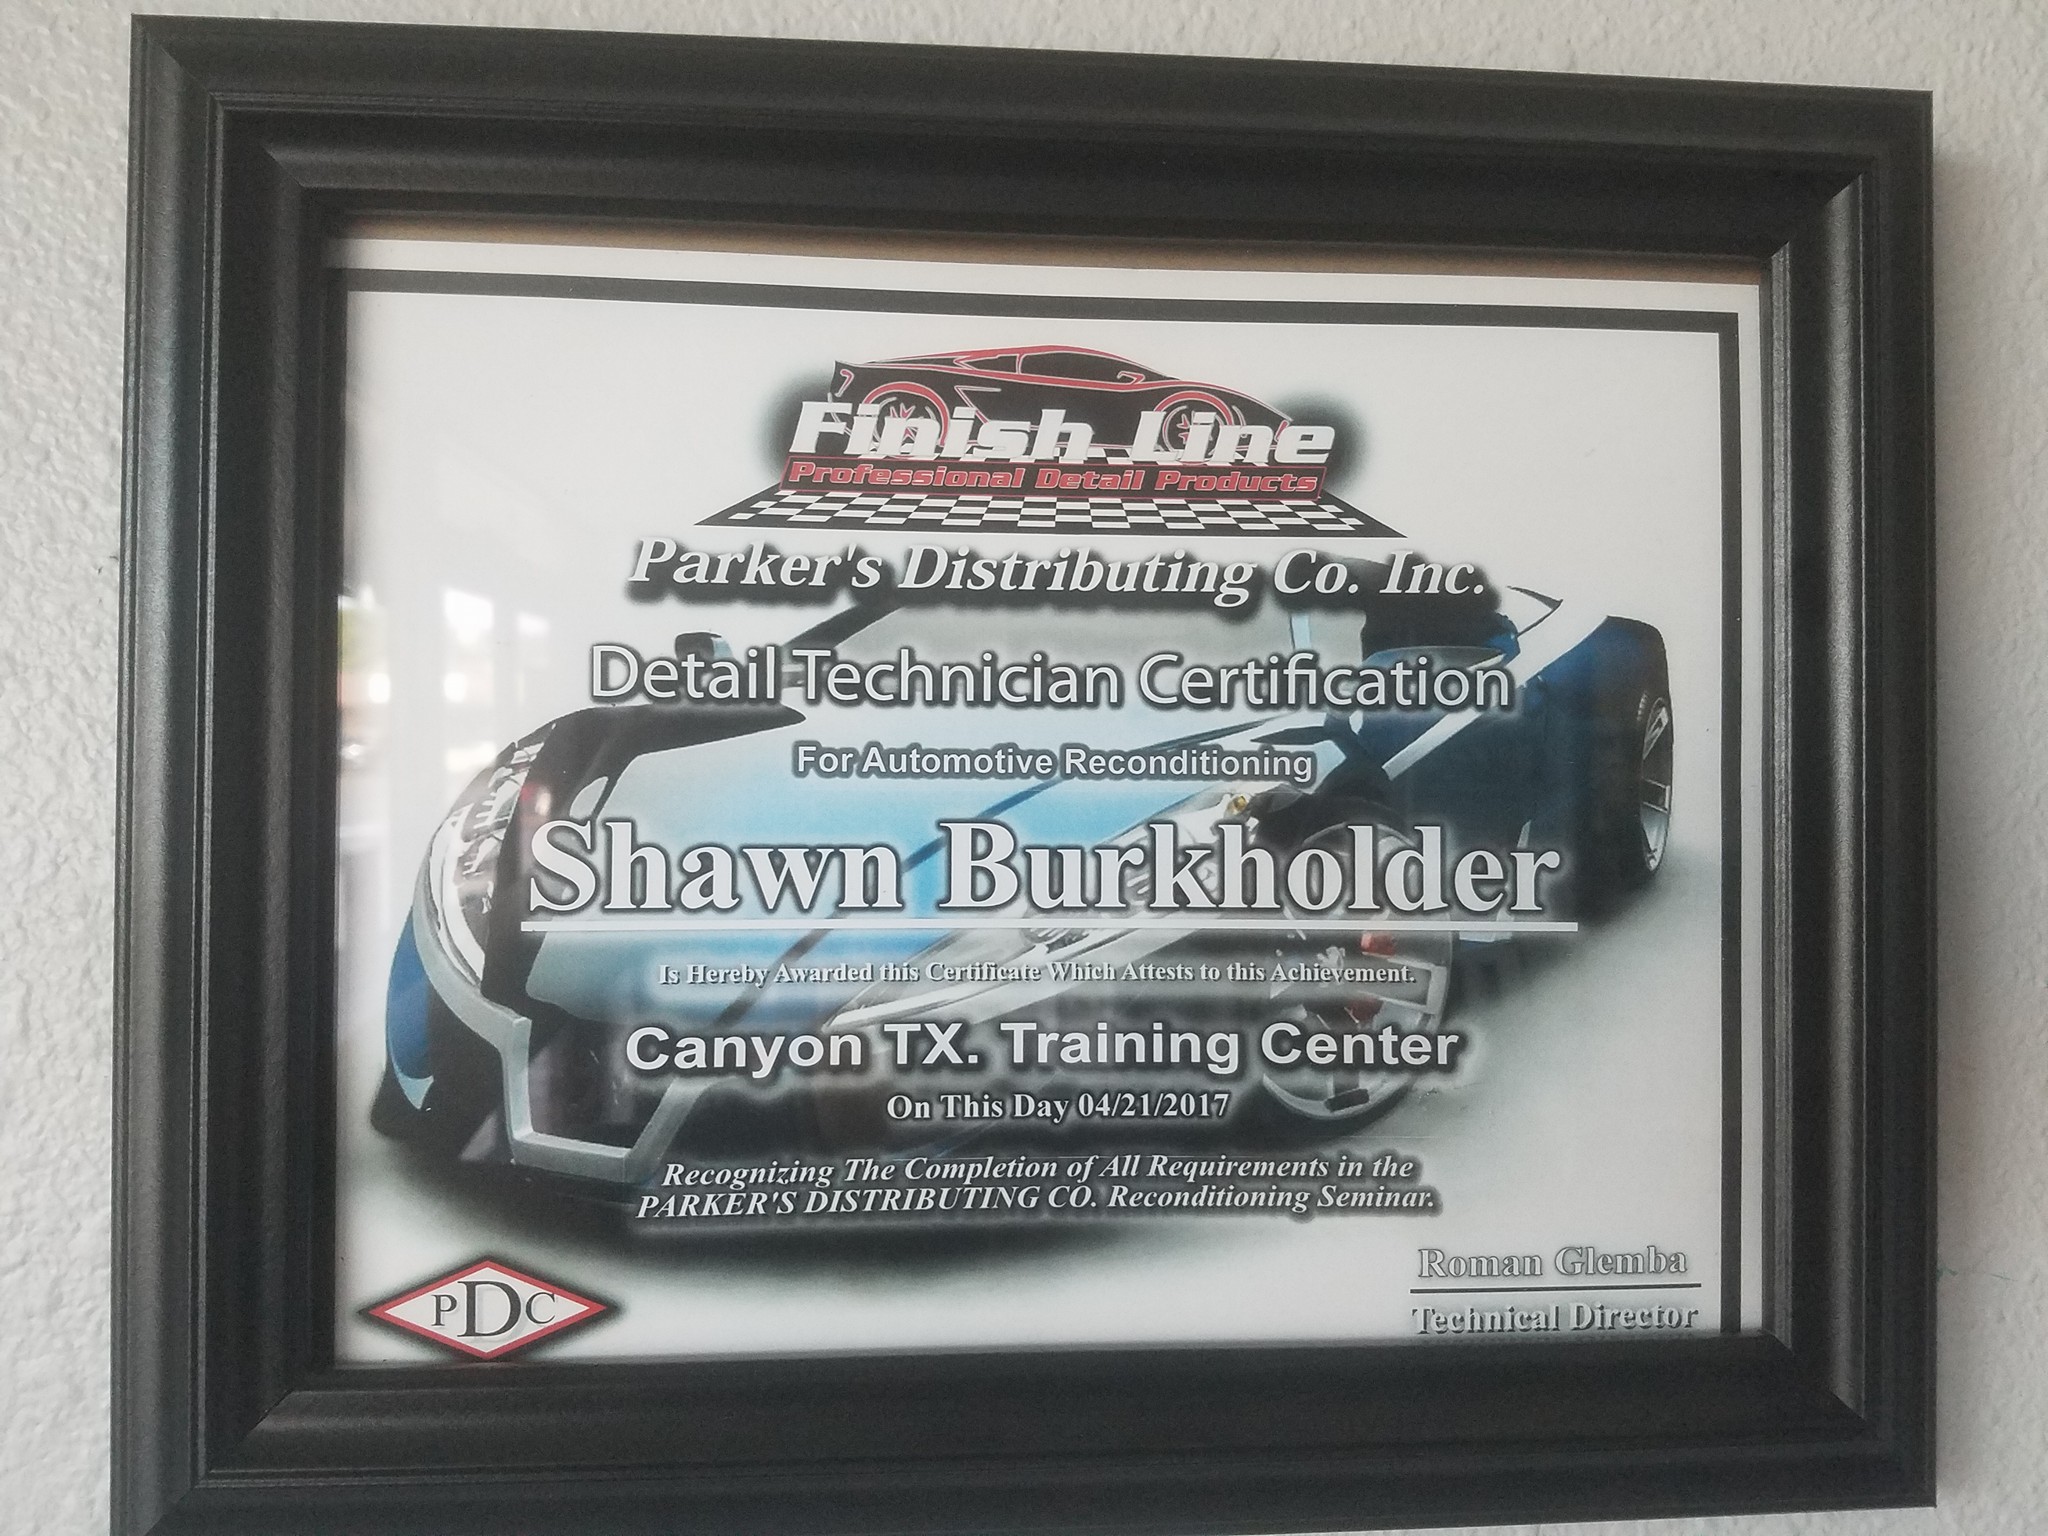 Finish Line
Professional Detail Products
Parker's Distributing Co. Inc.
Detail Technician Certification
For Automotive Reconditioning
Shawn Burkholder
Is Hereby Awarded this Certificate Which Attests to this Achievement.
Canyon TX. Training Center
On This Day 04/21/2017
Recognizing The Completion of All Requirements in the
PARKER'S DISTRIBUTING CO. Reconditioning Seminar.
Roman Glemba
Technical Director
PDC